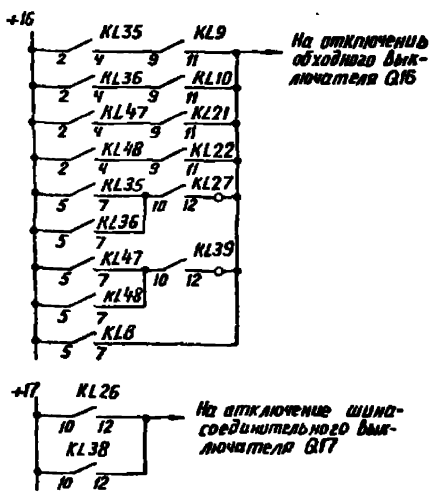 +16
KL35 KL9
2 4 9 11
На отключение обходного Вык-
лючателя Q16
KL36 KL10
2 4 9 11
KL47 KL21
2 4 9 11
KL48 KL22
2 4 9 11
KL35 KL27
5 7 10 12
KL36
5 7
KL47 KL39
5 7 10 12
KL48
5 7
KL8
5 7
+17
KL26
10 12
На отключение шино-
соединительного Вык-
лючателя Q17
KL38
10 12